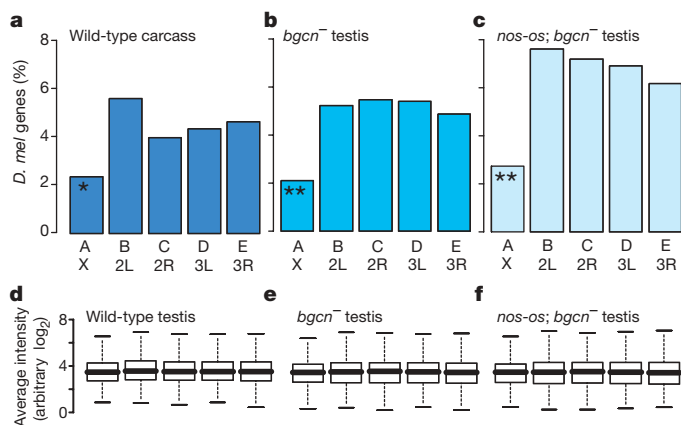 a Wild-type carcass
b bgcn⁻ testis
c nos-os; bgcn⁻ testis
D. mel genes (%)
8
6
4
2
0
* ** **
A B C D E A B C D E A B C D E
X 2L 2R 3L 3R X 2L 2R 3L 3R X 2L 2R 3L 3R
d Wild-type testis
e bgcn⁻ testis
f nos-os; bgcn⁻ testis
Average intensity
(arbitrary log₂)
8
4
0